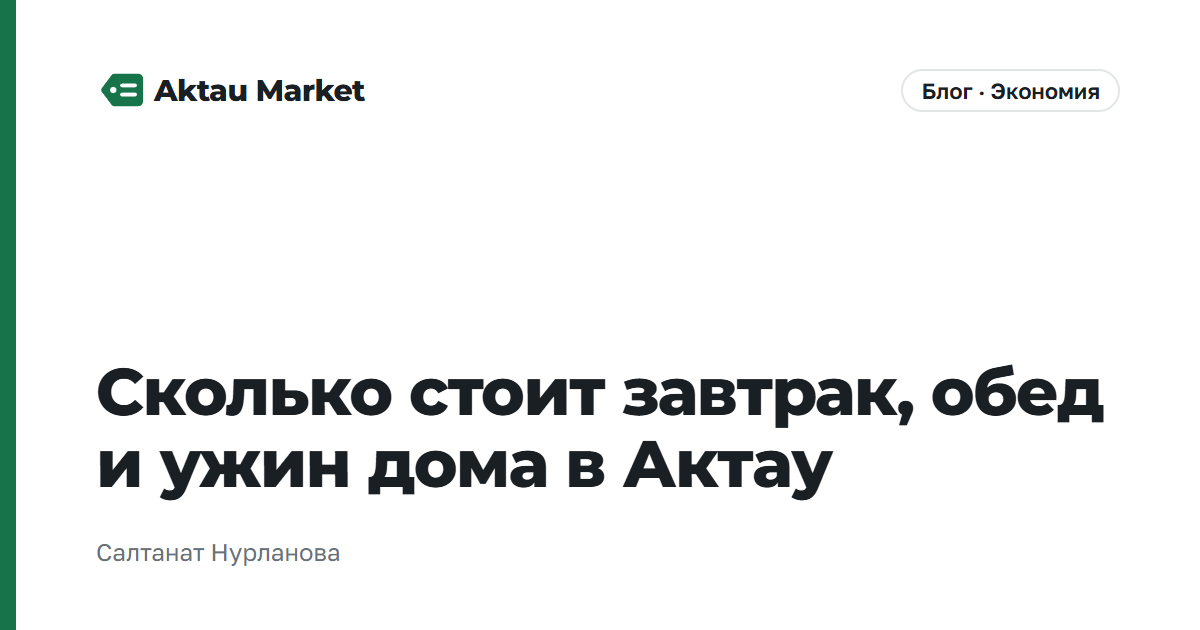 Aktau Market
Блог · Экономия
Сколько стоит завтрак, обед
и ужин дома в Актау
Салтанат Нурланова